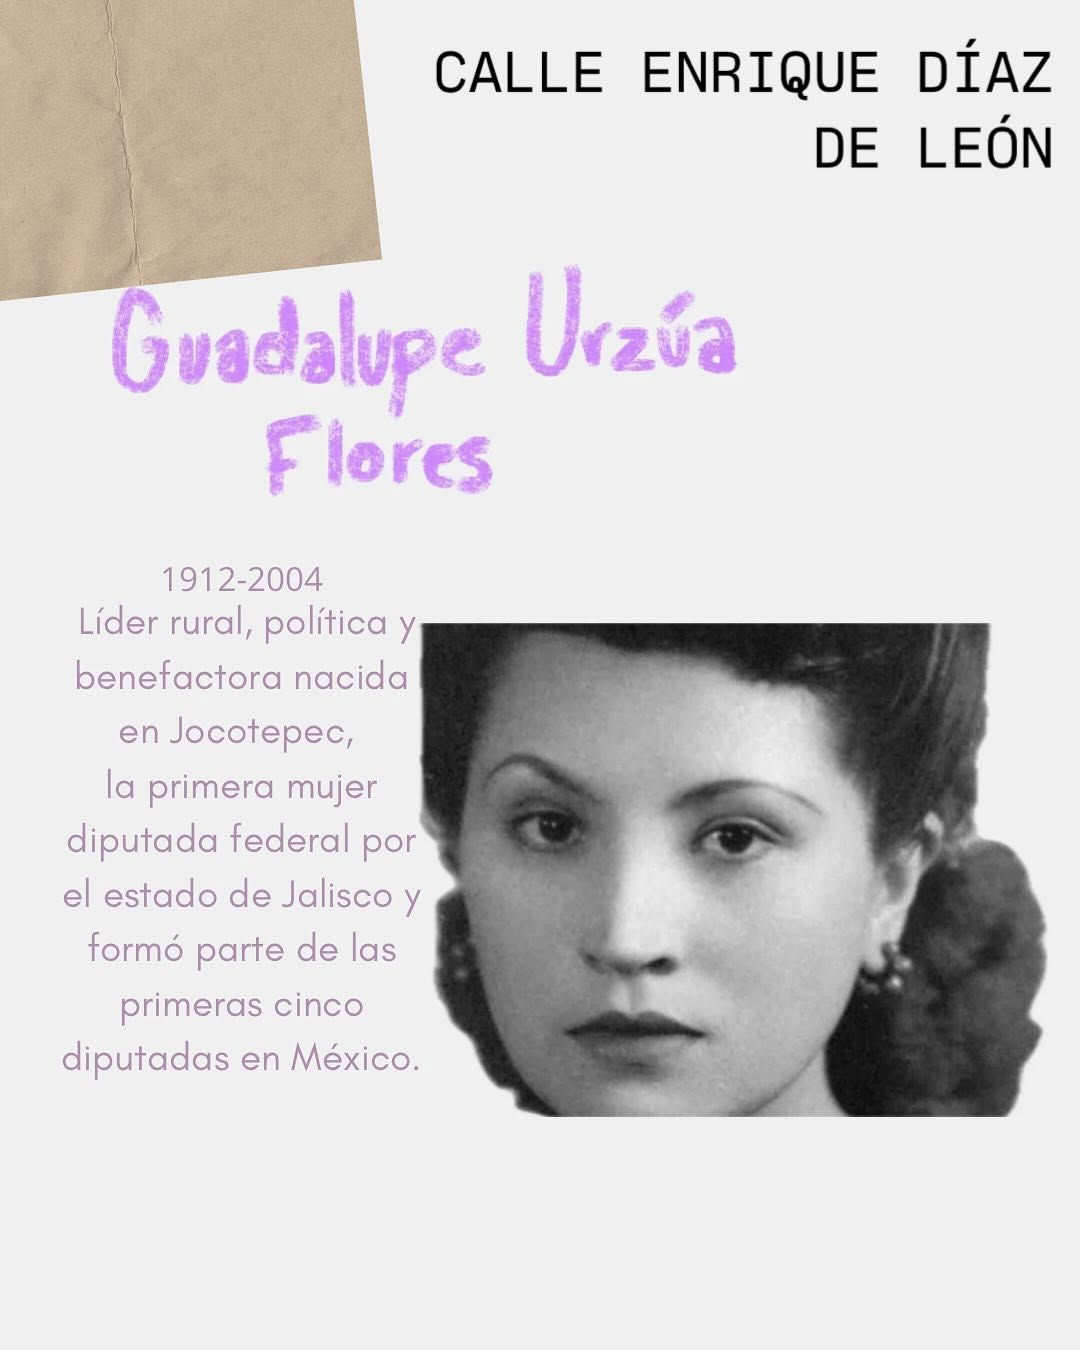 CALLE ENRIQUE DÍAZ
DE LEÓN
Guadalupe Urzúa
Flores
1912-2004
Líder rural, política y
benefactora nacida
en Jocotepec,
la primera mujer
diputada federal por
el estado de Jalisco y
formó parte de las
primeras cinco
diputadas en México.